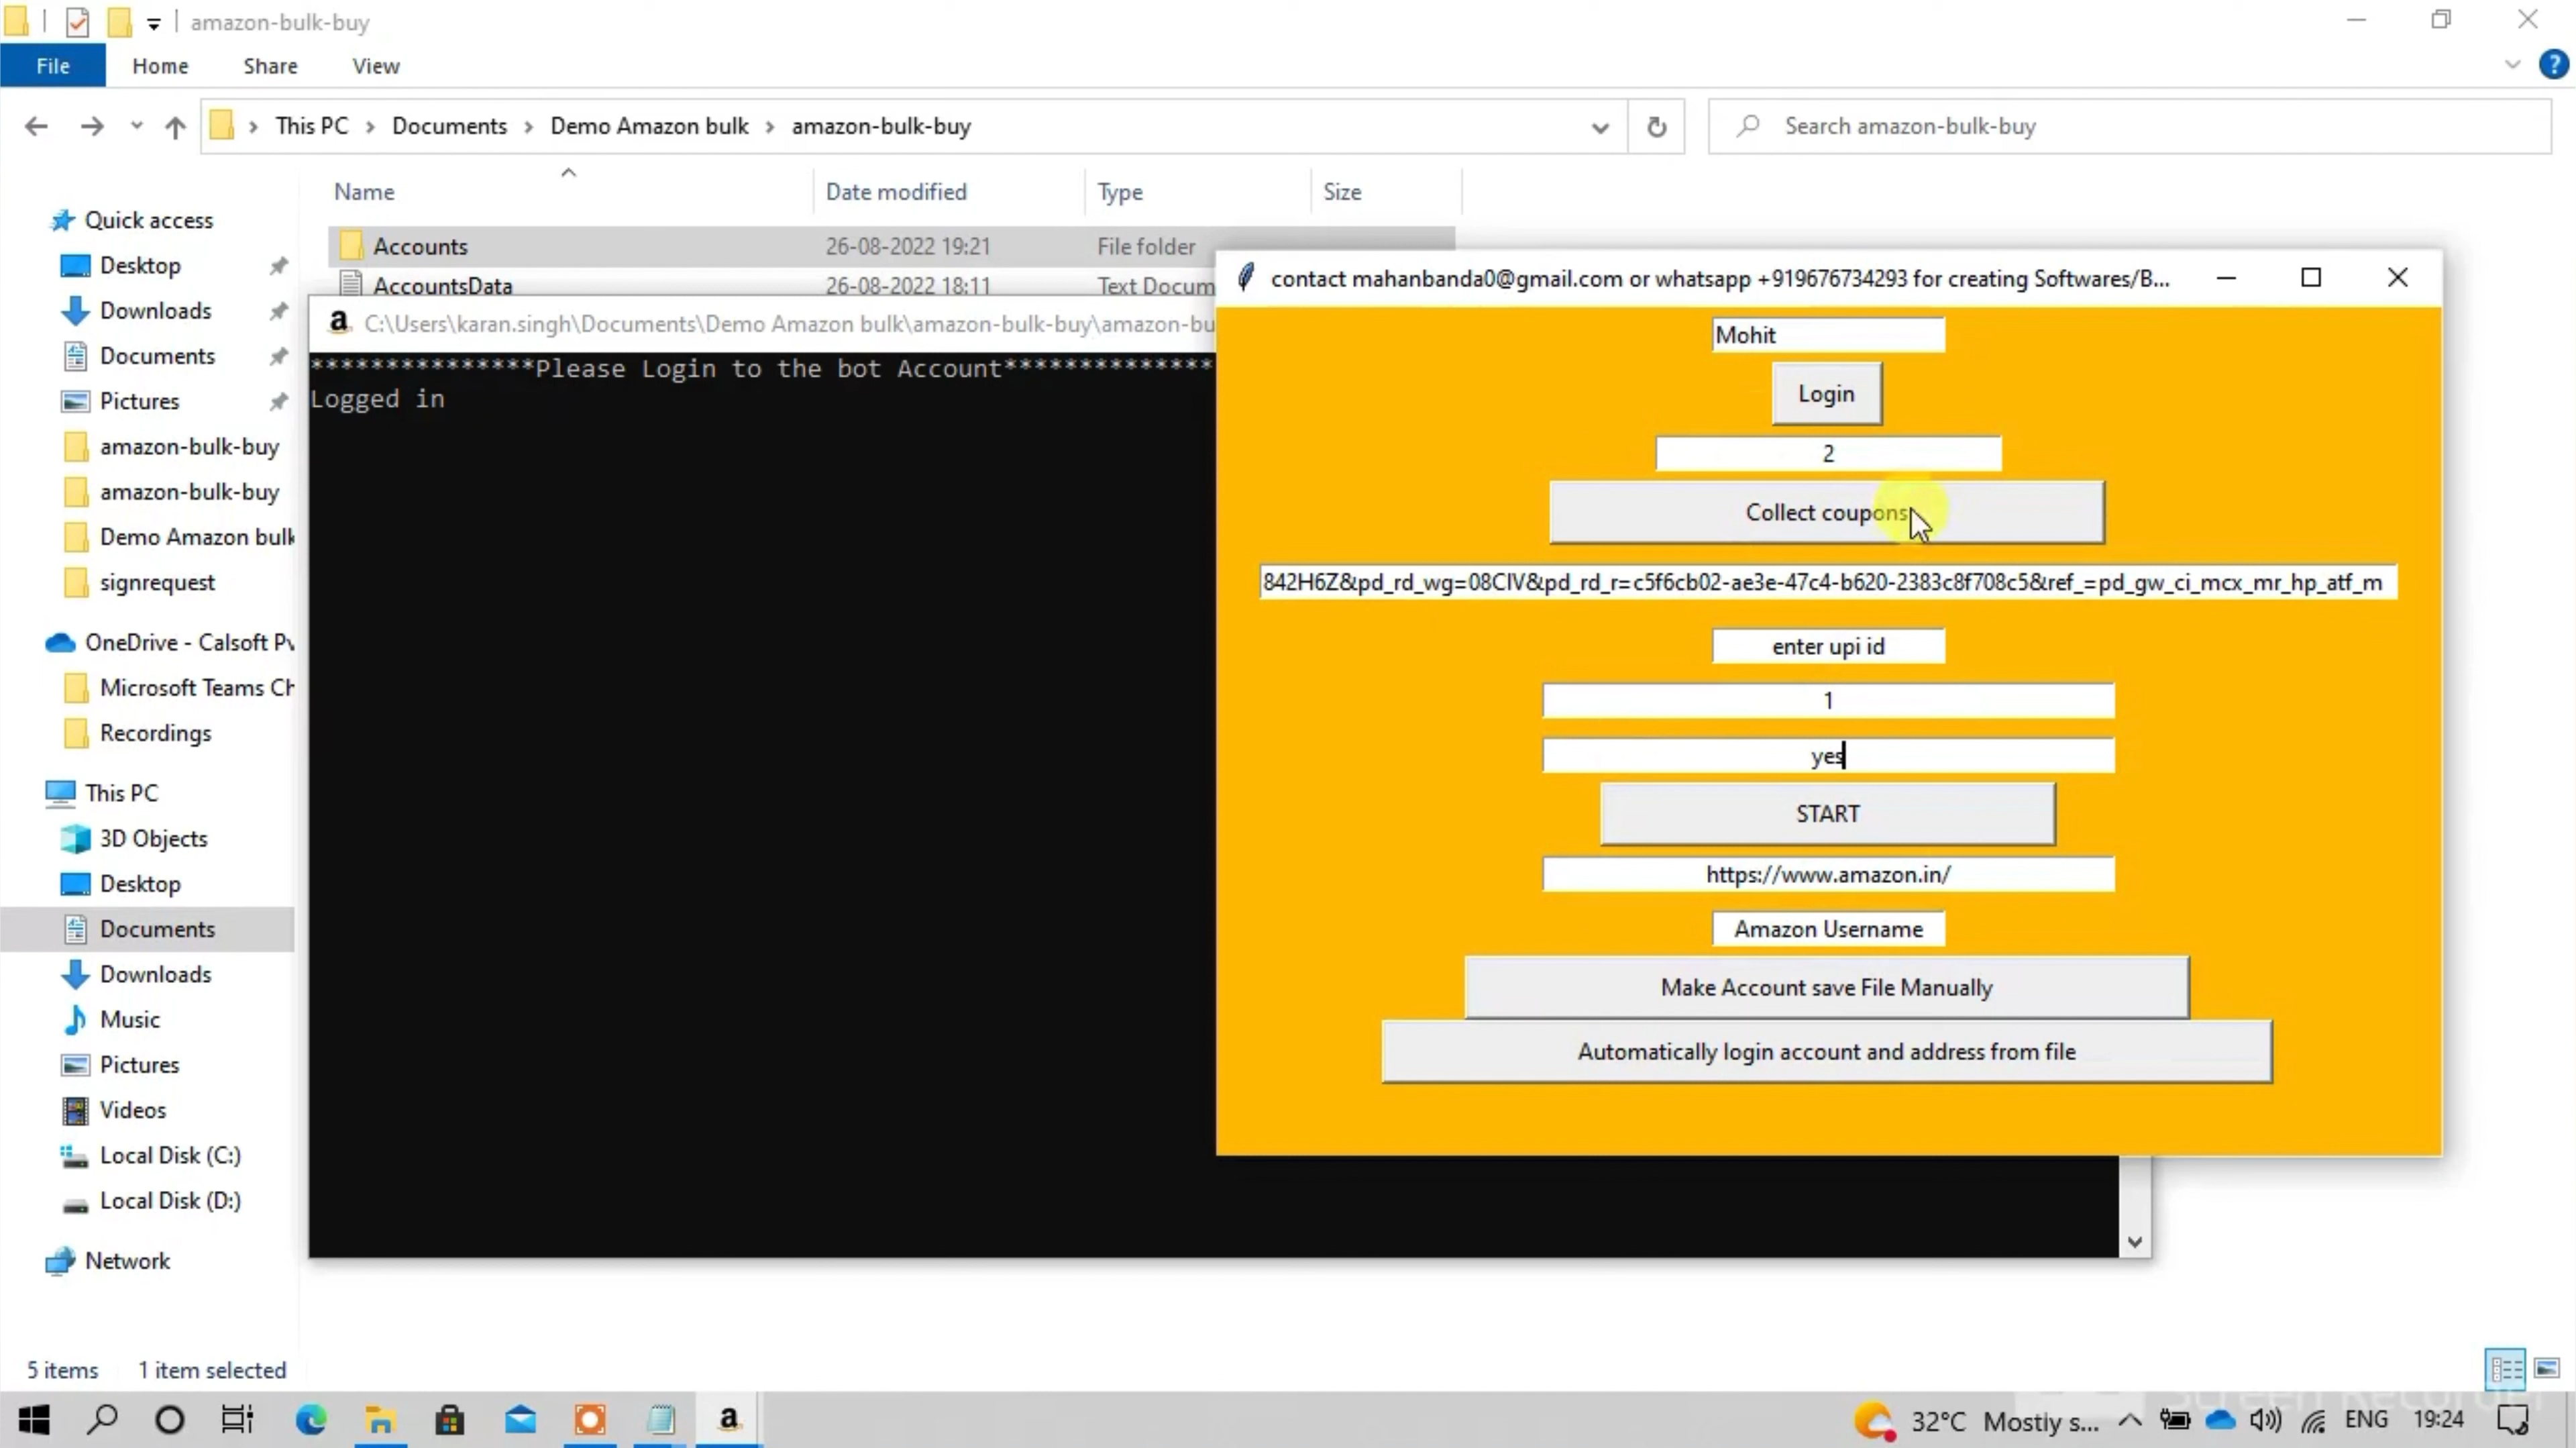 amazon-bulk-buy
File Home Share View
This PC Documents Demo Amazon bulk amazon-bulk-buy
Search amazon-bulk-buy
Name Date modified Type Size
Accounts 26-08-2022 19:21 File folder
AccountsData 26-08-2022 18:11 Text Docum
Quick access
Desktop
Downloads
Documents
Pictures
amazon-bulk-buy
amazon-bulk-buy
Demo Amazon bulk
signrequest
OneDrive - Calsoft Pv
Microsoft Teams Ch
Recordings
This PC
3D Objects
Desktop
Documents
Downloads
Music
Pictures
Videos
Local Disk (C:)
Local Disk (D:)
Network
5 items 1 item selected
a C:\Users\karan.singh\Documents\Demo Amazon bulk\amazon-bulk-buy\amazon-bu
***************Please Login to the bot Account**************
Logged in
contact mahanbanda0@gmail.com or whatsapp +919676734293 for creating Softwares/B...
Mohit
Login
2
Collect coupons
842H6Z&pd_rd_wg=08CIV&pd_rd_r=c5f6cb02-ae3e-47c4-b620-2383c8f708c5&ref_=pd_gw_ci_mcx_mr_hp_atf_m
enter upi id
1
yes
START
https://www.amazon.in/
Amazon Username
Make Account save File Manually
Automatically login account and address from file
Screen Recorder
a
32°C Mostly s... ENG 19:24